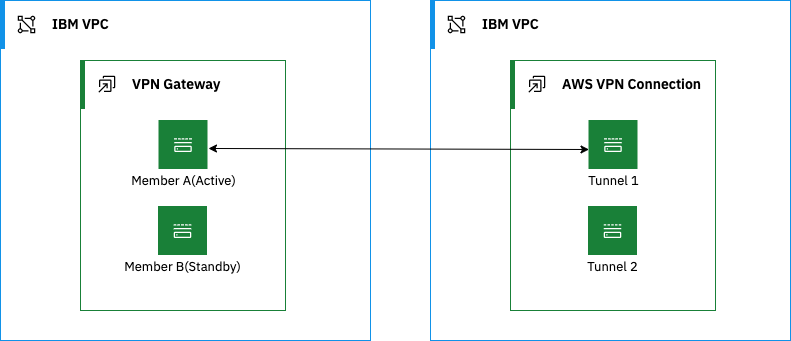 IBM VPC
VPN Gateway
Member A(Active)
Member B(Standby)
IBM VPC
AWS VPN Connection
Tunnel 1
Tunnel 2